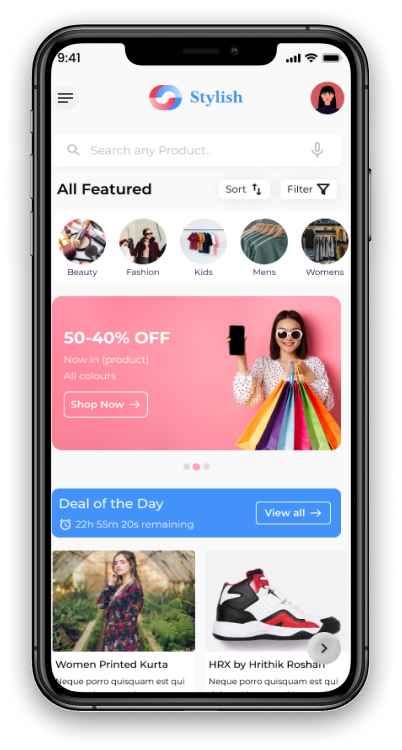 9:41
Stylish
Search any Product..
All Featured
Sort
Filter
Beauty
Fashion
Kids
Mens
Womens
50-40% OFF
Now in (product)
All colours
Shop Now
Deal of the Day
22h 55m 20s remaining
View all
Women Printed Kurta
HRX by Hrithik Roshan
Neque porro quisquam est qui
Neque porro quisquam est qui